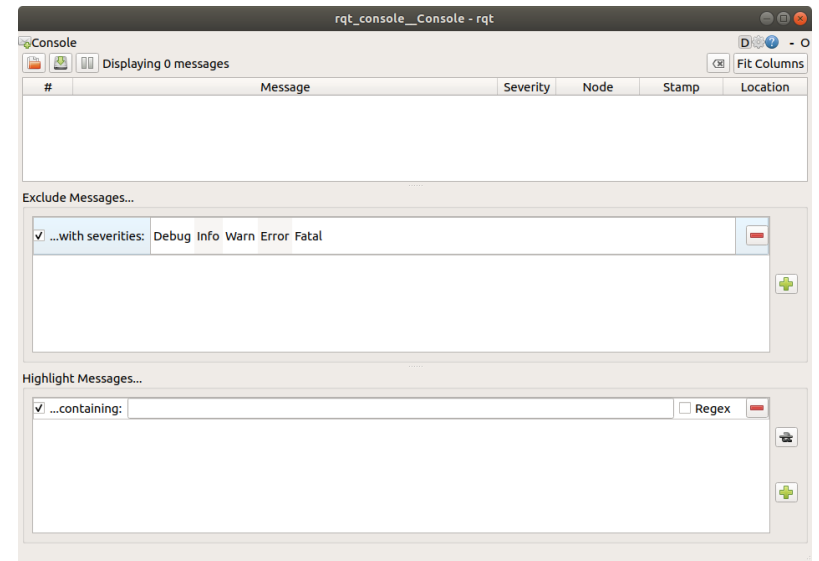 rqt_console__Console - rqt
Console D ? - O
Displaying 0 messages Fit Columns
# Message Severity Node Stamp Location
Exclude Messages...
...with severities: Debug Info Warn Error Fatal
Highlight Messages...
...containing: Regex